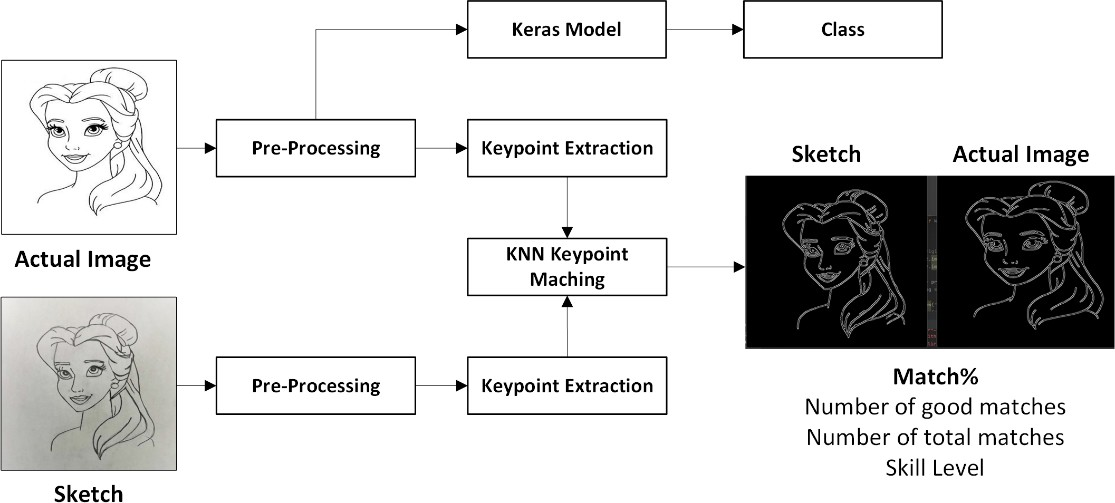 Keras Model
Class
Pre-Processing
Keypoint Extraction
Sketch
Actual Image
Actual Image
KNN Keypoint
Maching
Pre-Processing
Keypoint Extraction
Match%
Number of good matches
Number of total matches
Skill Level
Sketch